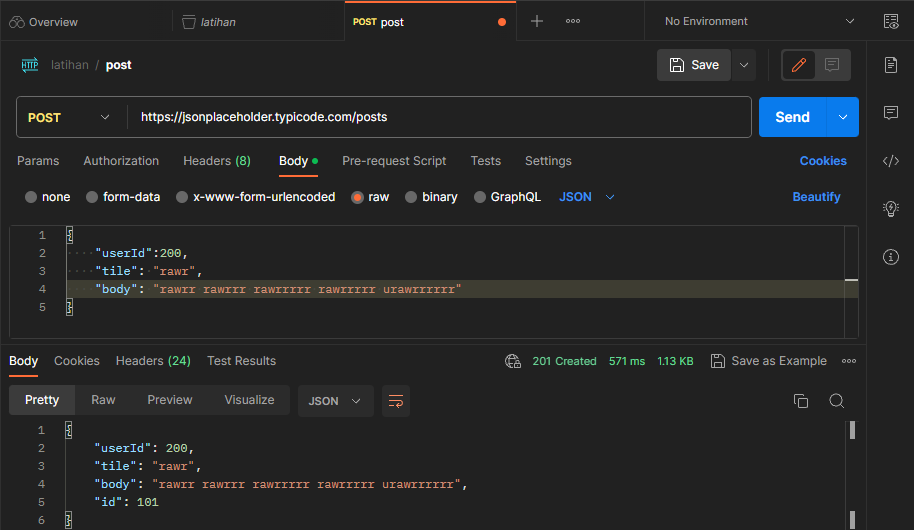 Overview latihan POST post No Environment
HTTP latihan / post Save
POST https://jsonplaceholder.typicode.com/posts Send
Params Authorization Headers (8) Body Pre-request Script Tests Settings Cookies
none form-data x-www-form-urlencoded raw binary GraphQL JSON Beautify
1 {
2 "userId":200,
3 "tile": "rawr",
4 "body": "rawrr rawrrr rawrrrrr rawrrrrr urawrrrrrr"
5 }
Body Cookies Headers (24) Test Results 201 Created 571 ms 1.13 KB Save as Example
Pretty Raw Preview Visualize JSON
1 {
2 "userId": 200,
3 "tile": "rawr",
4 "body": "rawrr rawrrr rawrrrrr rawrrrrr urawrrrrrr",
5 "id": 101
6 }